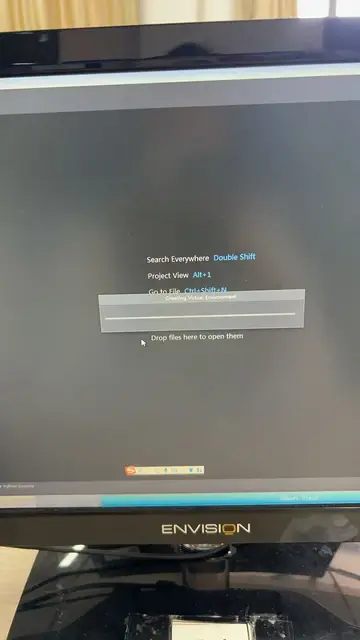 Search Everywhere Double Shift
Project View Alt+1
Go to File Ctrl+Shift+N
Creating Virtual Environment
Drop files here to open them
ENVISION